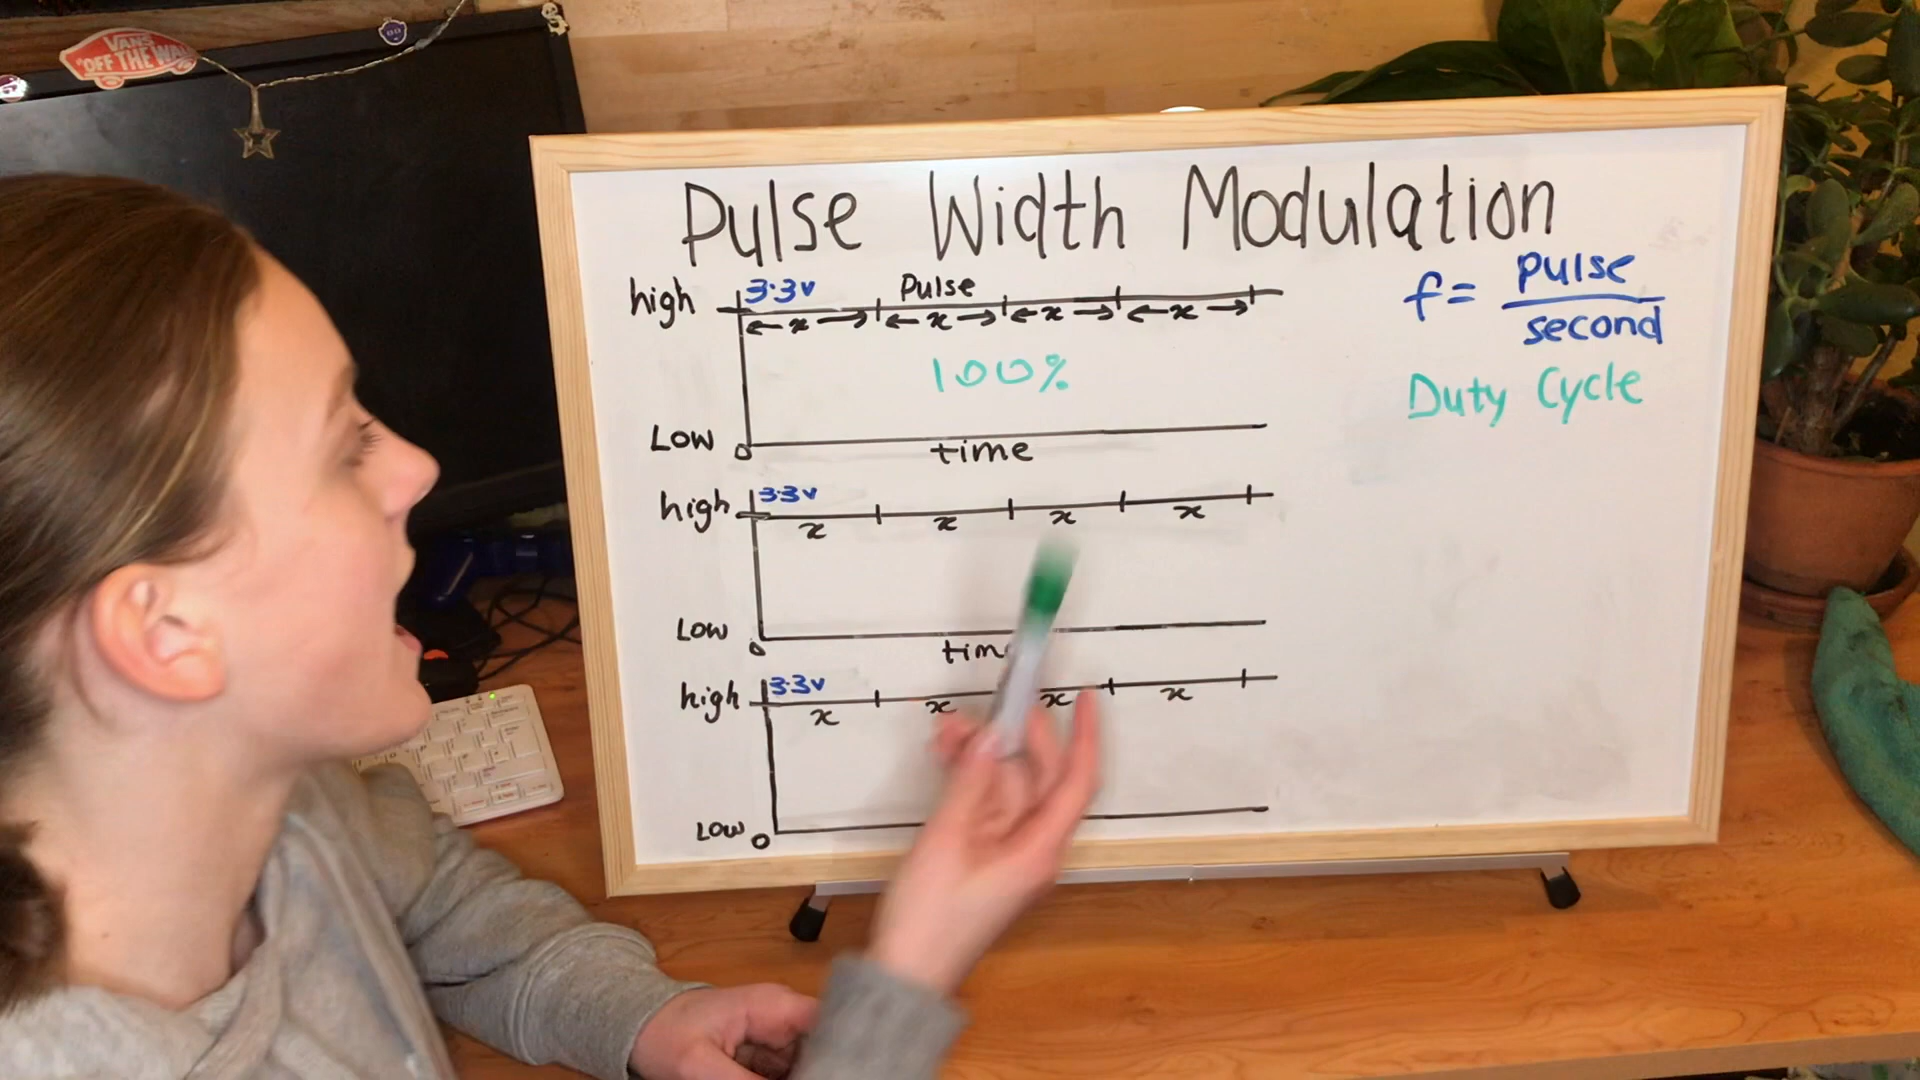 VANS
"OFF THE WALL"
Pulse Width Modulation
high 3.3v Pulse
x x x x
100%
Low
0 time
f= pulse
second
Duty Cycle
high 3.3v
x x x x
Low
0 time
high 3.3v
x x x x
Low
0